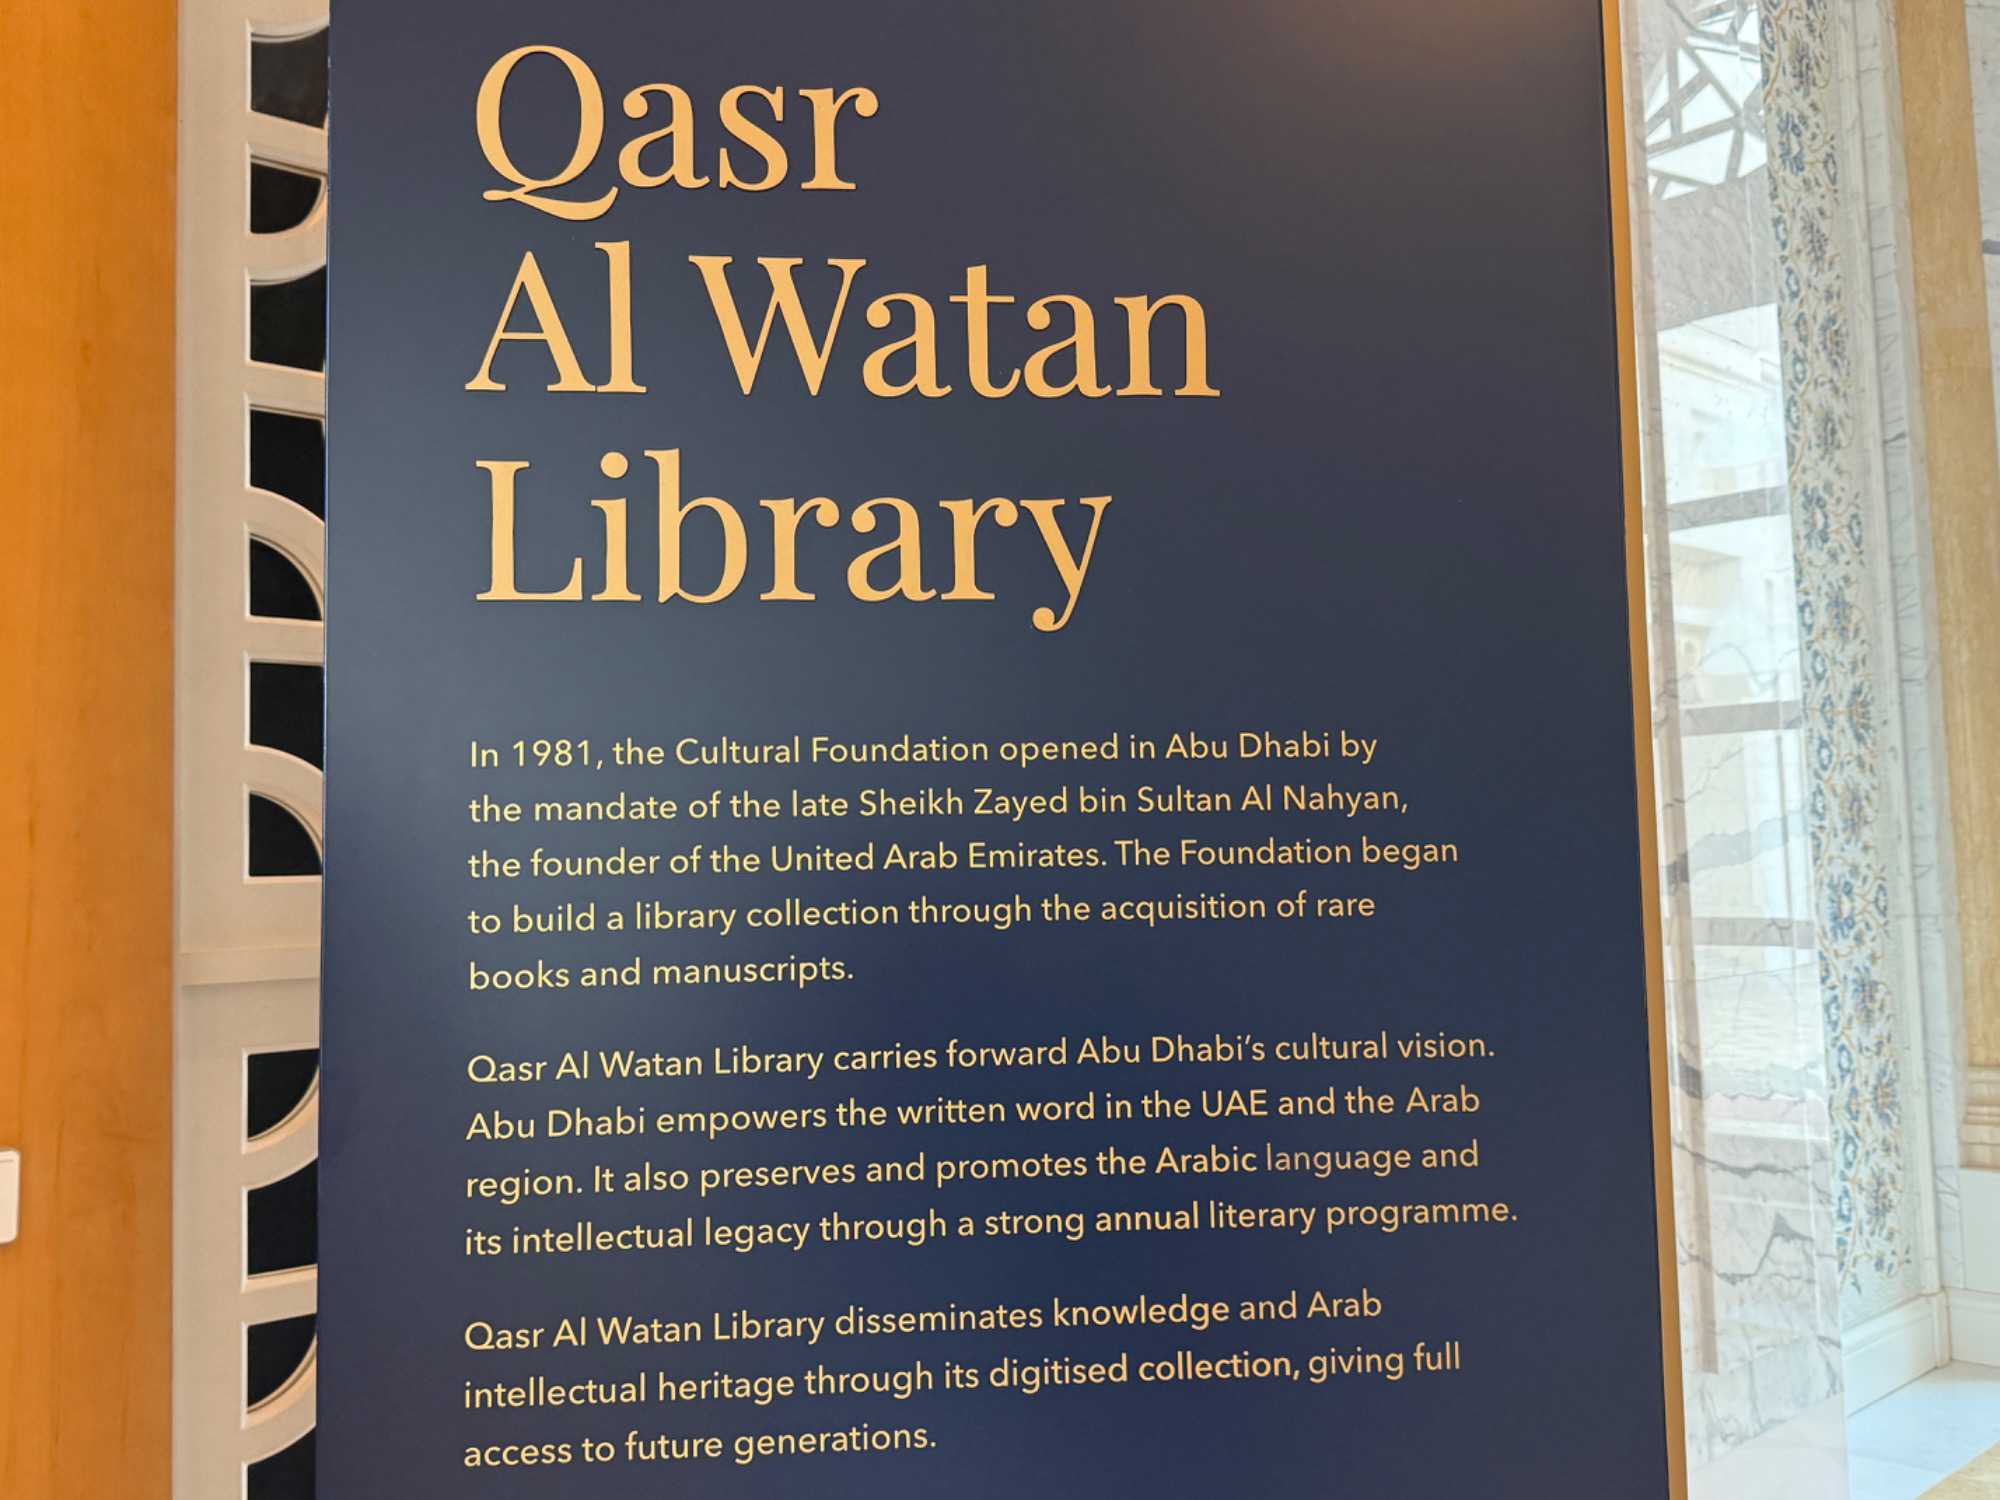 Qasr
Al Watan
Library
In 1981, the Cultural Foundation opened in Abu Dhabi by
the mandate of the late Sheikh Zayed bin Sultan Al Nahyan,
the founder of the United Arab Emirates. The Foundation began
to build a library collection through the acquisition of rare
books and manuscripts.
Qasr Al Watan Library carries forward Abu Dhabi’s cultural vision.
Abu Dhabi empowers the written word in the UAE and the Arab
region. It also preserves and promotes the Arabic language and
its intellectual legacy through a strong annual literary programme.
Qasr Al Watan Library disseminates knowledge and Arab
intellectual heritage through its digitised collection, giving full
access to future generations.